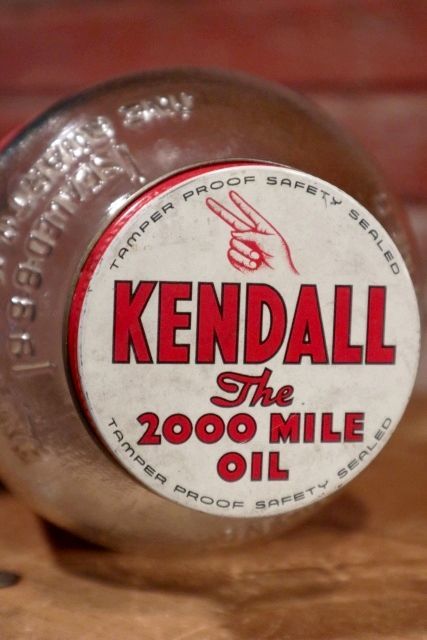 TAMPER PROOF SAFETY SEALED
KENDALL
The
2000 MILE
OIL
TAMPER PROOF SAFETY SEALED